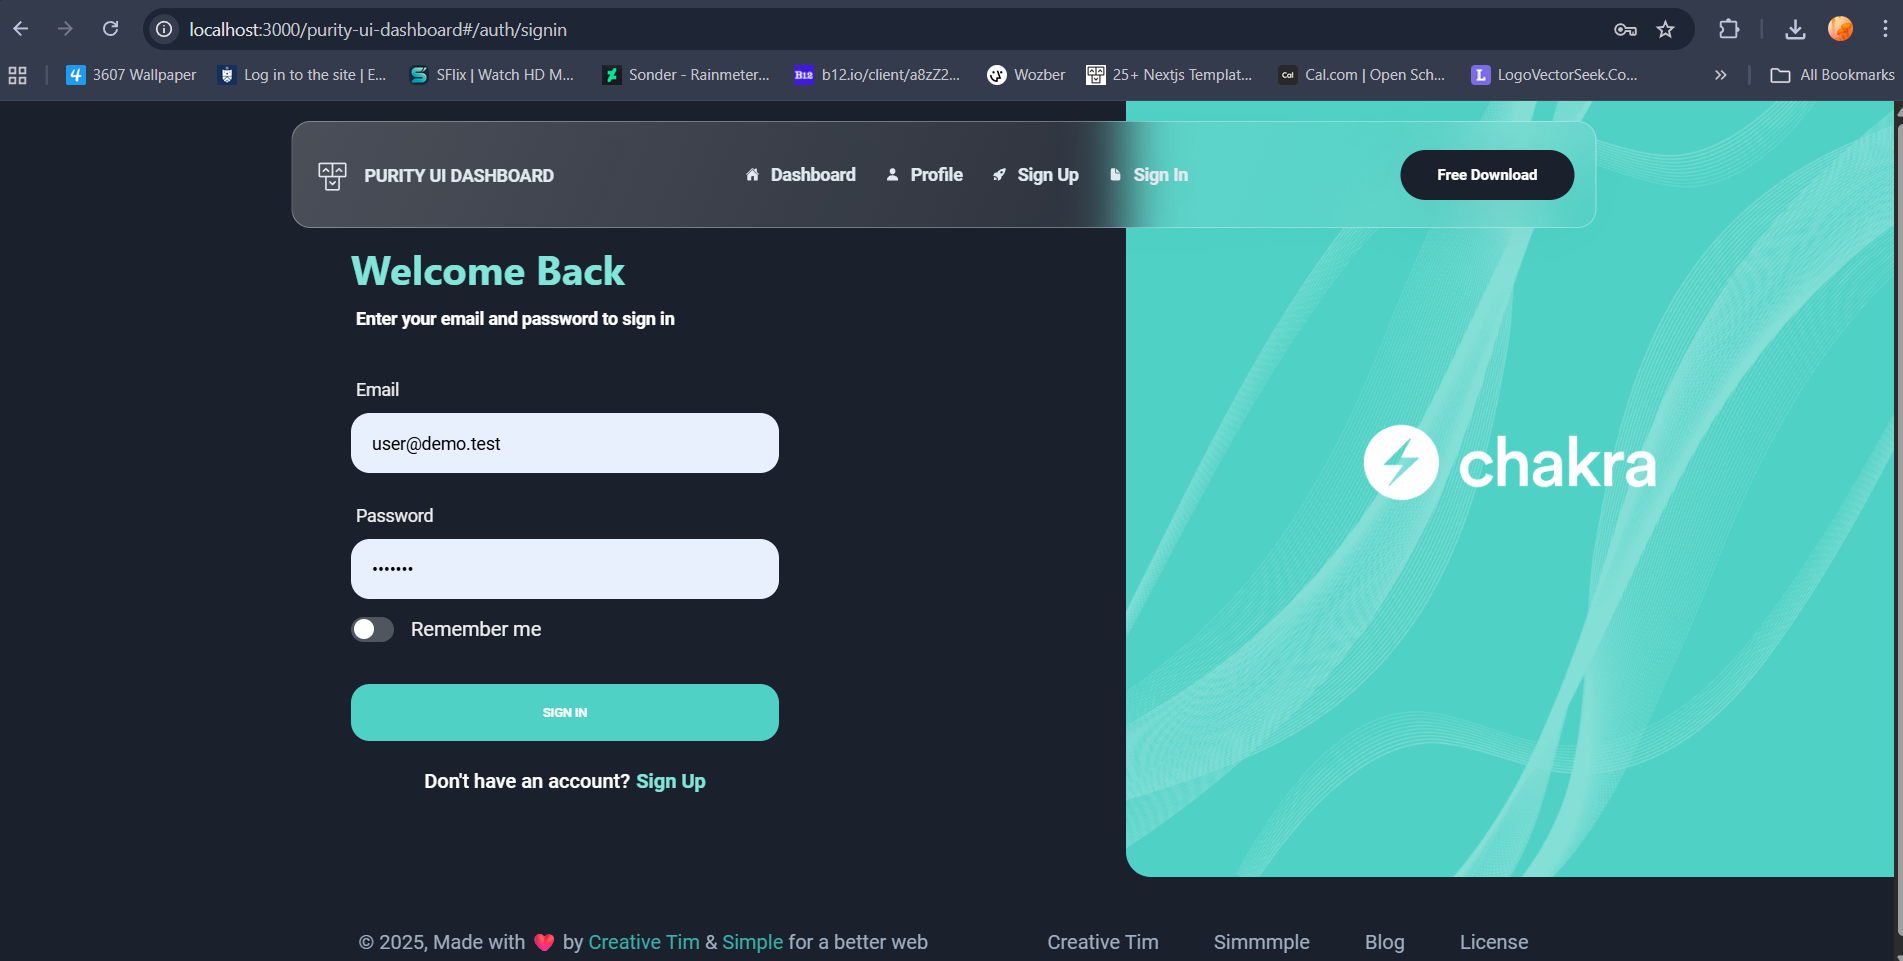 localhost:3000/purity-ui-dashboard#/auth/signin
3607 Wallpaper
Log in to the site | E...
SFlix | Watch HD M...
Sonder - Rainmeter...
B12 b12.io/client/a8zZ2...
Wozber
25+ Nextjs Templat...
Cal Cal.com | Open Sch...
L LogoVectorSeek.Co...
» All Bookmarks
PURITY UI DASHBOARD
Dashboard
Profile
Sign Up
Sign In
Free Download
Welcome Back
Enter your email and password to sign in
Email
user@demo.test
Password
•••••••
Remember me
SIGN IN
Don't have an account? Sign Up
chakra
© 2025, Made with ❤️ by Creative Tim & Simple for a better web
Creative Tim
Simmmple
Blog
License